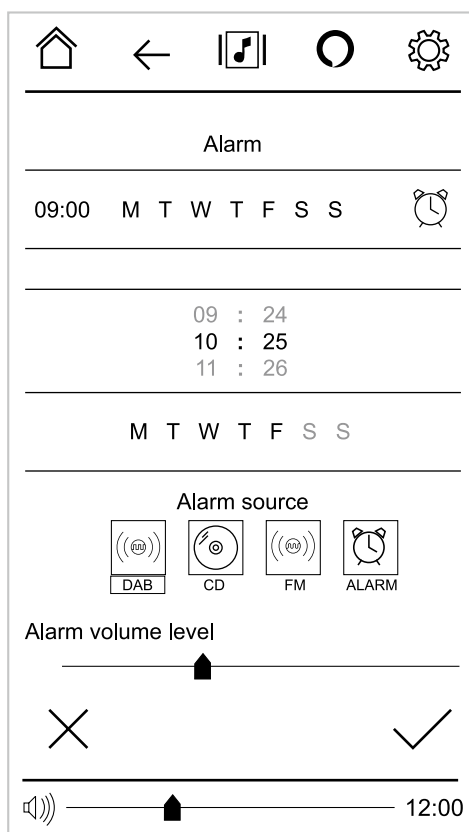 Alarm
09:00 M T W T F S S
09 : 24
10 : 25
11 : 26
M T W T F S S
Alarm source
DAB CD FM ALARM
Alarm volume level
12:00